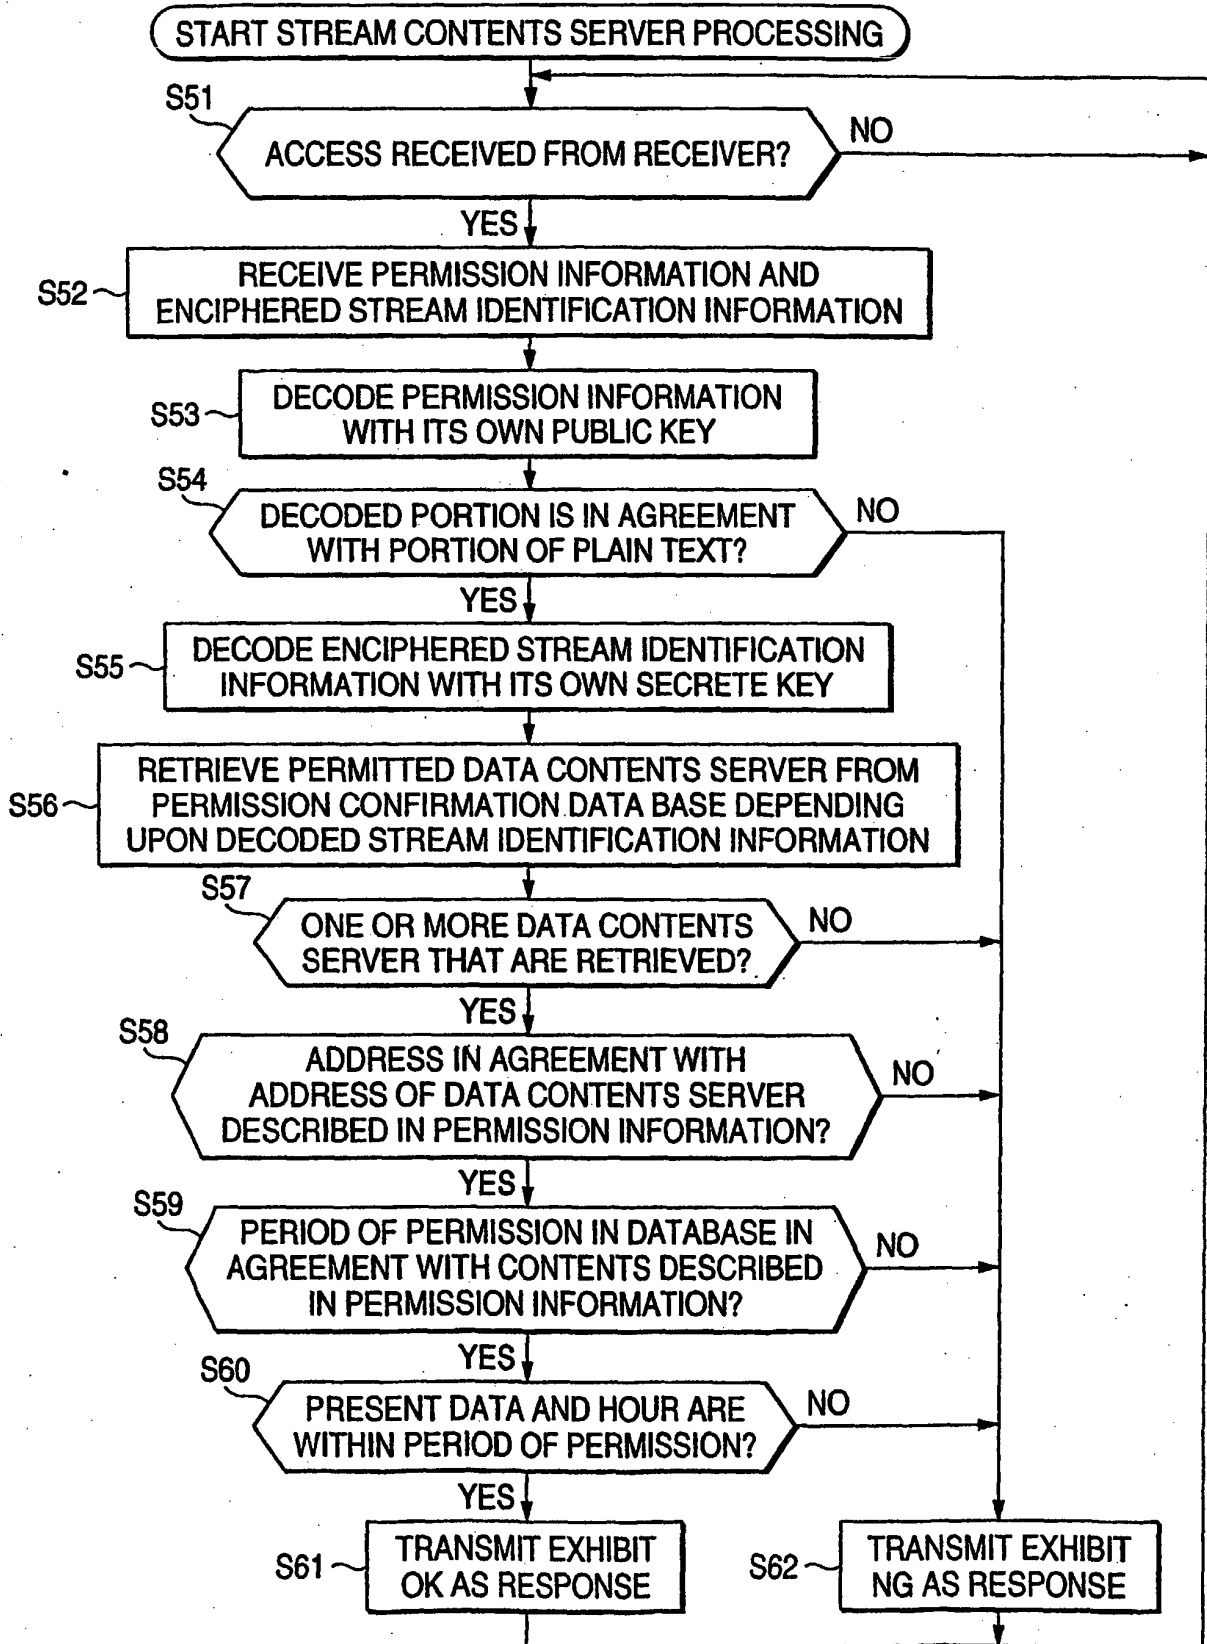 START STREAM CONTENTS SERVER PROCESSING
S51
ACCESS RECEIVED FROM RECEIVER?
NO
YES
S52
RECEIVE PERMISSION INFORMATION AND
ENCIPHERED STREAM IDENTIFICATION INFORMATION
S53
DECODE PERMISSION INFORMATION
WITH ITS OWN PUBLIC KEY
S54
DECODED PORTION IS IN AGREEMENT
WITH PORTION OF PLAIN TEXT?
NO
YES
S55
DECODE ENCIPHERED STREAM IDENTIFICATION
INFORMATION WITH ITS OWN SECRETE KEY
S56
RETRIEVE PERMITTED DATA CONTENTS SERVER FROM
PERMISSION CONFIRMATION DATA BASE DEPENDING
UPON DECODED STREAM IDENTIFICATION INFORMATION
S57
ONE OR MORE DATA CONTENTS
SERVER THAT ARE RETRIEVED?
NO
YES
S58
ADDRESS IN AGREEMENT WITH
ADDRESS OF DATA CONTENTS SERVER
DESCRIBED IN PERMISSION INFORMATION?
NO
YES
S59
PERIOD OF PERMISSION IN DATABASE IN
AGREEMENT WITH CONTENTS DESCRIBED
IN PERMISSION INFORMATION?
NO
YES
S60
PRESENT DATA AND HOUR ARE
WITHIN PERIOD OF PERMISSION?
NO
YES
S61
TRANSMIT EXHIBIT
OK AS RESPONSE
S62
TRANSMIT EXHIBIT
NG AS RESPONSE